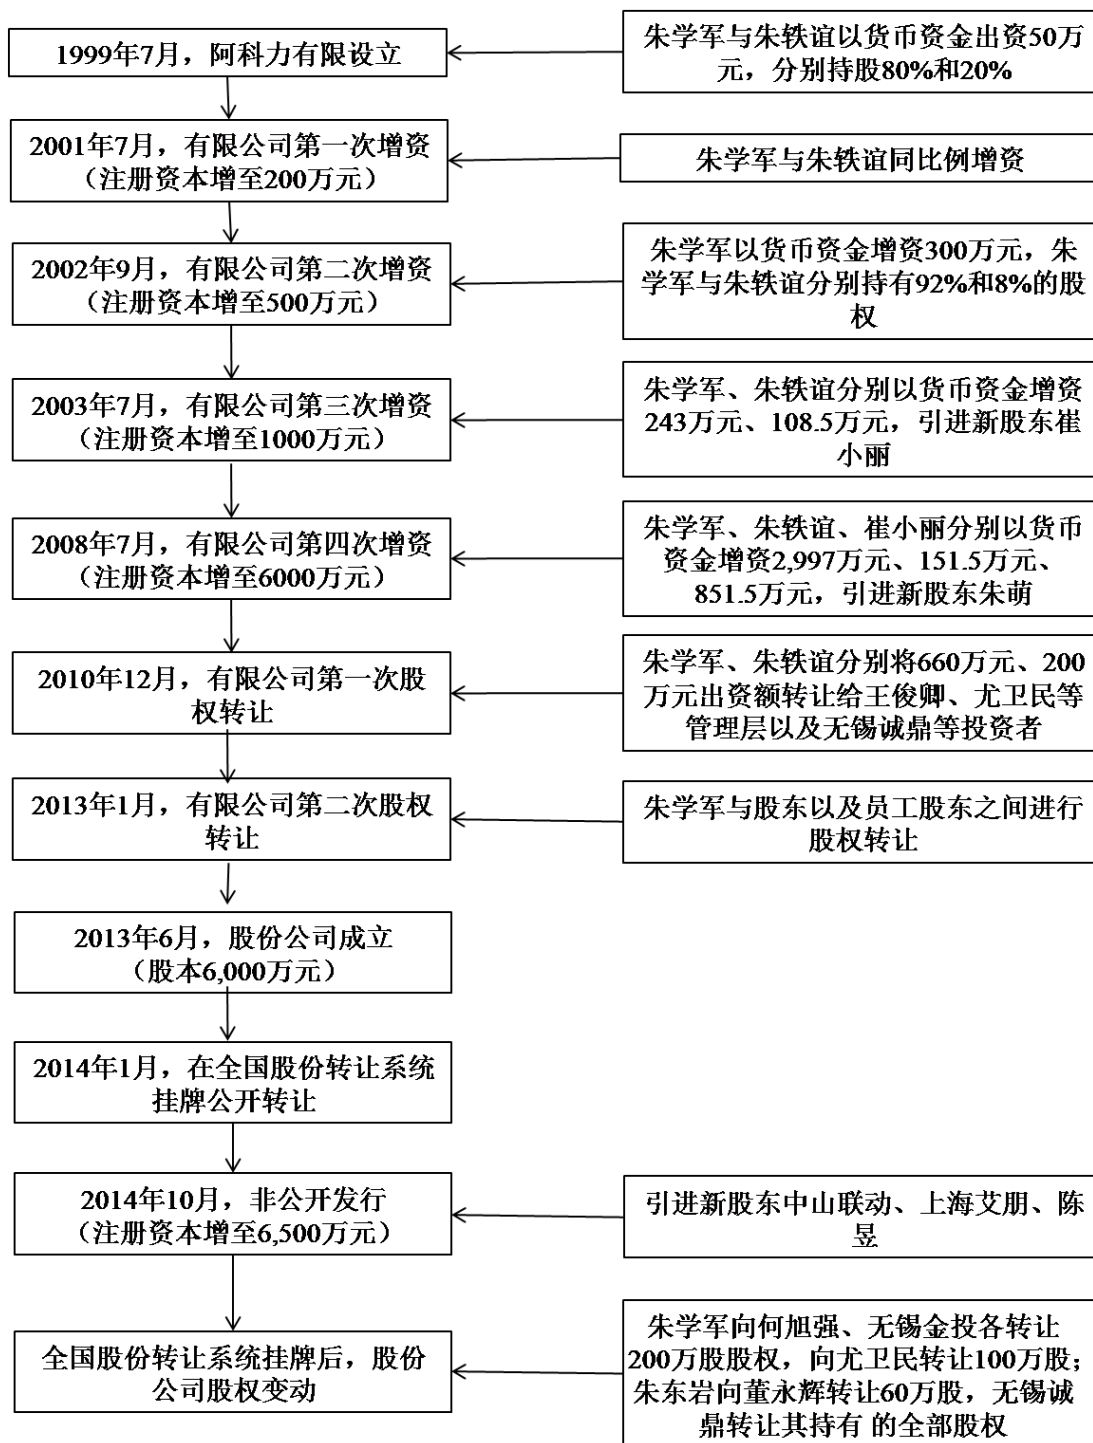 1999年7月，阿科力有限设立
朱学军与朱轶谊以货币资金出资50万
元，分别持股80%和20%
2001年7月，有限公司第一次增资
（注册资本增至200万元）
朱学军与朱轶谊同比例增资
2002年9月，有限公司第二次增资
（注册资本增至500万元）
朱学军以货币资金增资300万元，朱
学军与朱轶谊分别持有92%和8%的股
权
2003年7月，有限公司第三次增资
（注册资本增至1000万元）
朱学军、朱轶谊分别以货币资金增资
243万元、108.5万元，引进新股东崔
小丽
2008年7月，有限公司第四次增资
（注册资本增至6000万元）
朱学军、朱轶谊、崔小丽分别以货币
资金增资2,997万元、151.5万元、
851.5万元，引进新股东朱萌
2010年12月，有限公司第一次股
权转让
朱学军、朱轶谊分别将660万元、200
万元出资额转让给王俊卿、尤卫民等
管理层以及无锡诚鼎等投资者
2013年1月，有限公司第二次股权
转让
朱学军与股东以及员工股东之间进行
股权转让
2013年6月，股份公司成立
（股本6,000万元）
2014年1月，在全国股份转让系统
挂牌公开转让
2014年10月，非公开发行
（注册资本增至6,500万元）
引进新股东中山联动、上海艾朋、陈
昱
全国股份转让系统挂牌后，股份
公司股权变动
朱学军向何旭强、无锡金投各转让
200万股股权，向尤卫民转让100万股；
朱东岩向董永辉转让60万股，无锡诚
鼎转让其持有 的全部股权